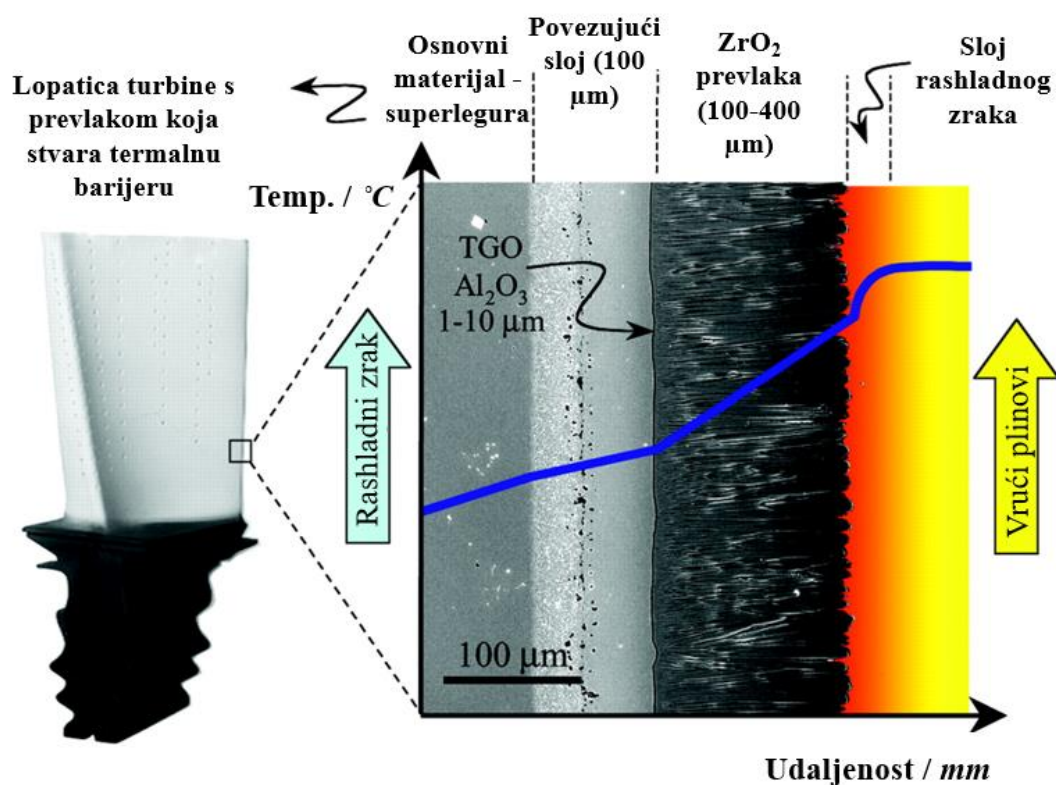 Lopatica turbine s
prevlakom koja
stvara termalnu
barijeru
Osnovni
materijal -
superlegura
Povezujući
sloj (100
µm)
ZrO₂
prevlaka
(100-400
µm)
Sloj
rashladnog
zraka
Temp. / °C
TGO
Al₂O₃
1-10 µm
Rashladni zrak
Vrući plinovi
100 µm
Udaljenost / mm